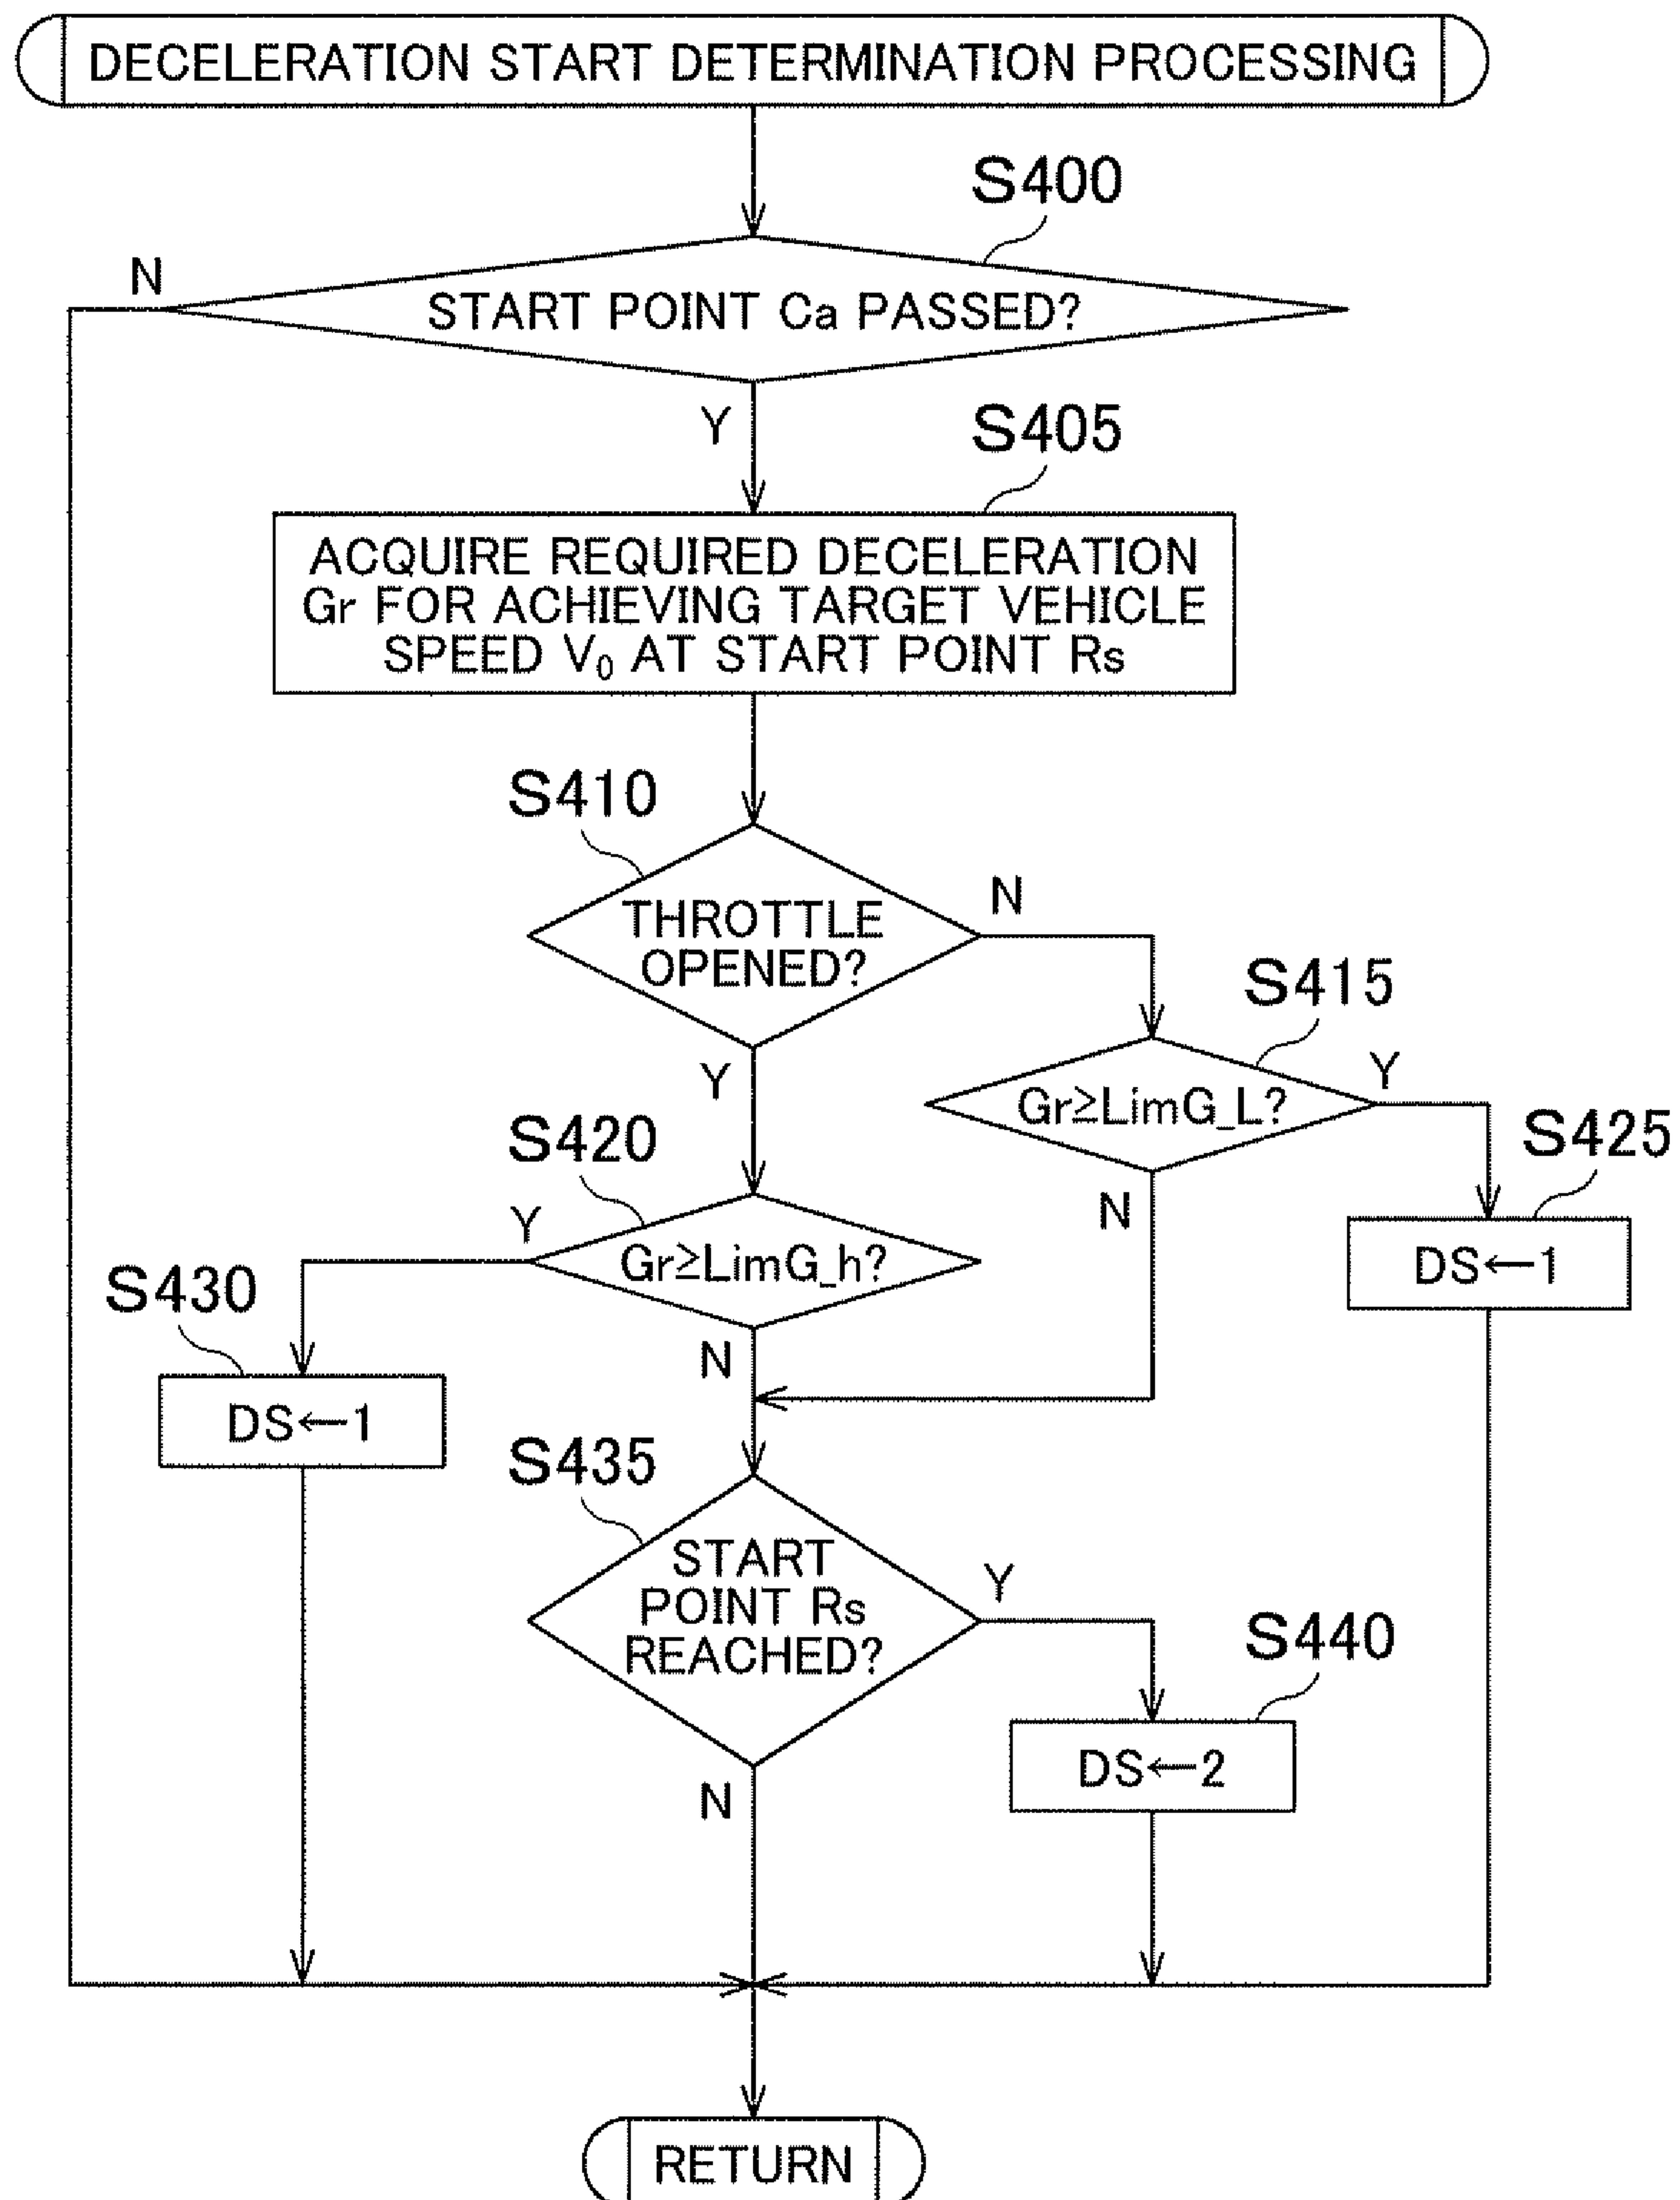 DECELERATION START DETERMINATION PROCESSING
S400
N
START POINT Ca PASSED?
Y
S405
ACQUIRE REQUIRED DECELERATION
Gr FOR ACHIEVING TARGET VEHICLE
SPEED V₀ AT START POINT Rs
S410
N
THROTTLE
OPENED?
S415
Y
Y
Gr≧LimG_L?
S420
S425
Y
N
Gr≧LimG_h?
DS←1
S430
N
DS←1
S435
START
POINT Rs
REACHED?
Y
S440
DS←2
N
RETURN